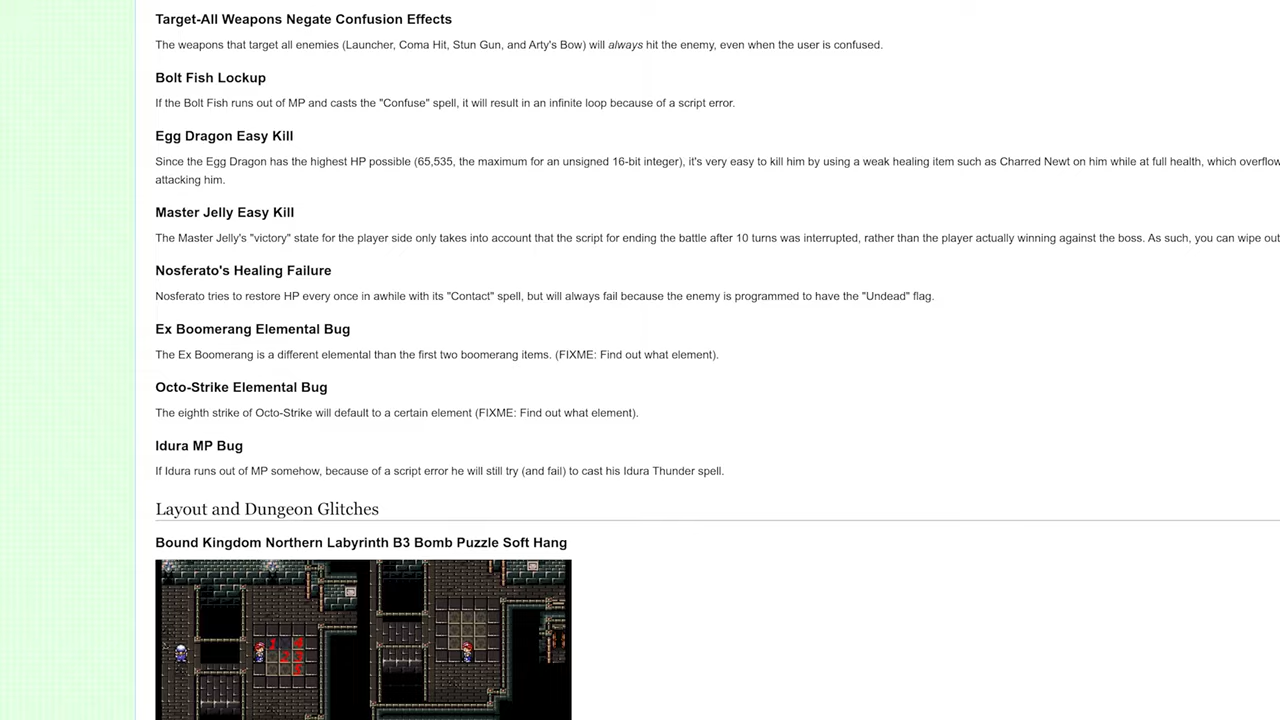 Target-All Weapons Negate Confusion Effects
The weapons that target all enemies (Launcher, Coma Hit, Stun Gun, and Arty's Bow) will always hit the enemy, even when the user is confused.
Bolt Fish Lockup
If the Bolt Fish runs out of MP and casts the "Confuse" spell, it will result in an infinite loop because of a script error.
Egg Dragon Easy Kill
Since the Egg Dragon has the highest HP possible (65,535, the maximum for an unsigned 16-bit integer), it's very easy to kill him by using a weak healing item such as Charred Newt on him while at full health, which overflow
attacking him.
Master Jelly Easy Kill
The Master Jelly's "victory" state for the player side only takes into account that the script for ending the battle after 10 turns was interrupted, rather than the player actually winning against the boss. As such, you can wipe out
Nosferato's Healing Failure
Nosferato tries to restore HP every once in awhile with its "Contact" spell, but will always fail because the enemy is programmed to have the "Undead" flag.
Ex Boomerang Elemental Bug
The Ex Boomerang is a different elemental than the first two boomerang items. (FIXME: Find out what element).
Octo-Strike Elemental Bug
The eighth strike of Octo-Strike will default to a certain element (FIXME: Find out what element).
Idura MP Bug
If Idura runs out of MP somehow, because of a script error he will still try (and fail) to cast his Idura Thunder spell.
Layout and Dungeon Glitches
Bound Kingdom Northern Labyrinth B3 Bomb Puzzle Soft Hang
1 4
2 3